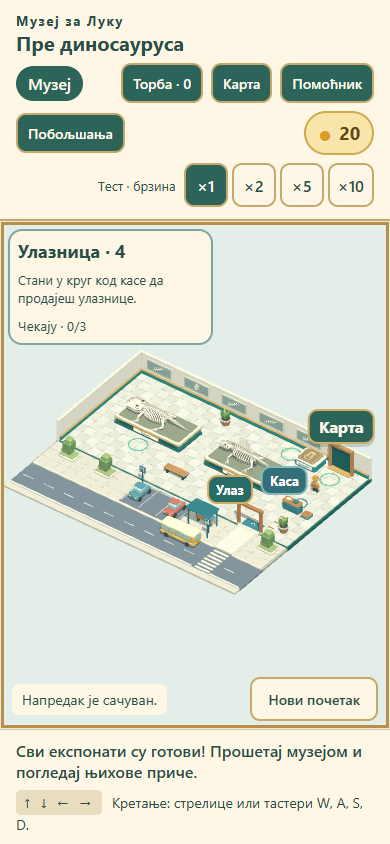 Музеј за Луку
Пре диносауруса
Музеј
Торба · 0
Карта
Помоћник
Побољшања
20
Тест · брзина
×1
×2
×5
×10
Улазница · 4
Стани у круг код касе да
продајеш улазнице.
Чекају · 0/3
Карта
Каса
Улаз
Напредак је сачуван.
Нови почетак
Сви експонати су готови! Прошетај музејом и
погледај њихове приче.
↑ ↓ ← → Кретање: стрелице или тастери W, A, S,
D.